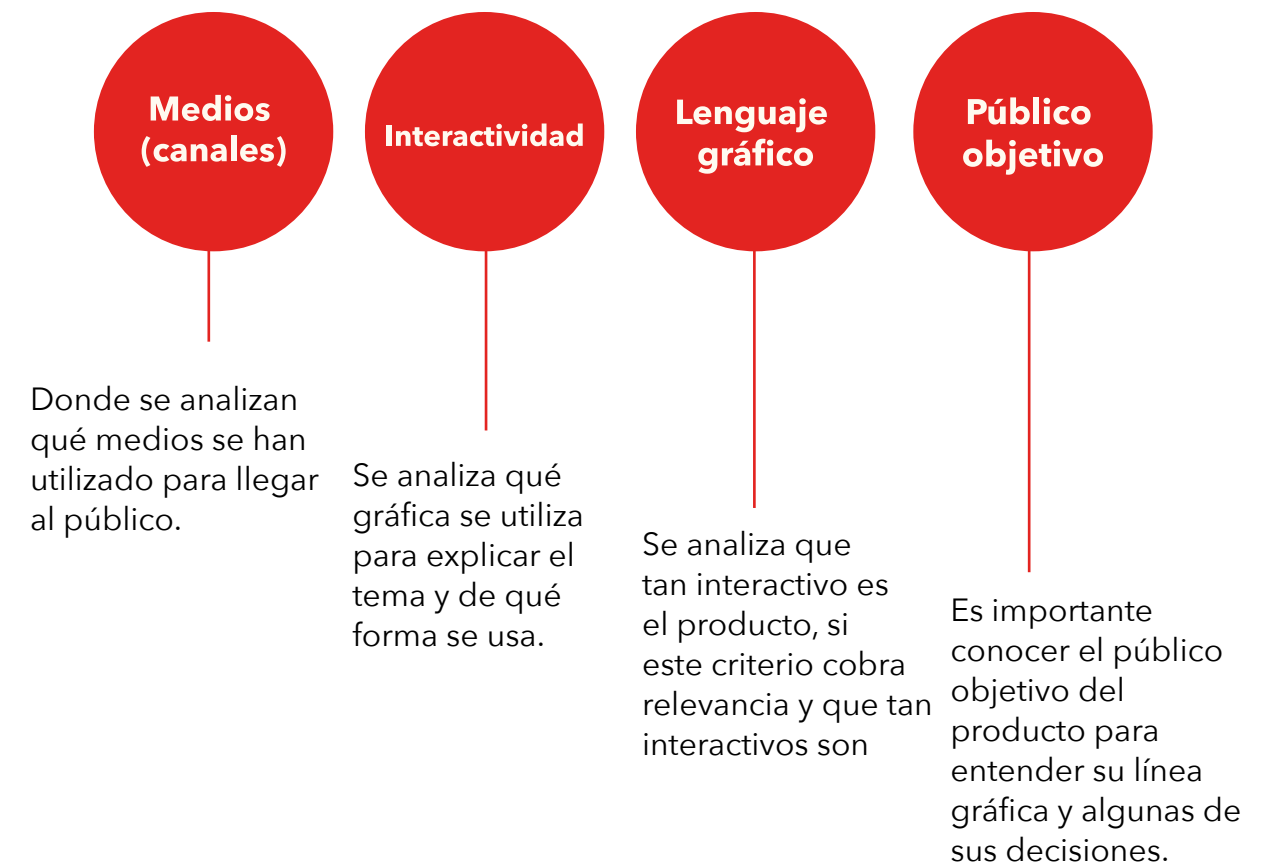 Medios
(canales)
Donde se analizan
qué medios se han
utilizado para llegar
al público.
Interactividad
Se analiza qué
gráfica se utiliza
para explicar el
tema y de qué
forma se usa.
Lenguaje
gráfico
Se analiza que
tan interactivo es
el producto, si
este criterio cobra
relevancia y que tan
interactivos son
Público
objetivo
Es importante
conocer el público
objetivo del
producto para
entender su línea
gráfica y algunas de
sus decisiones.